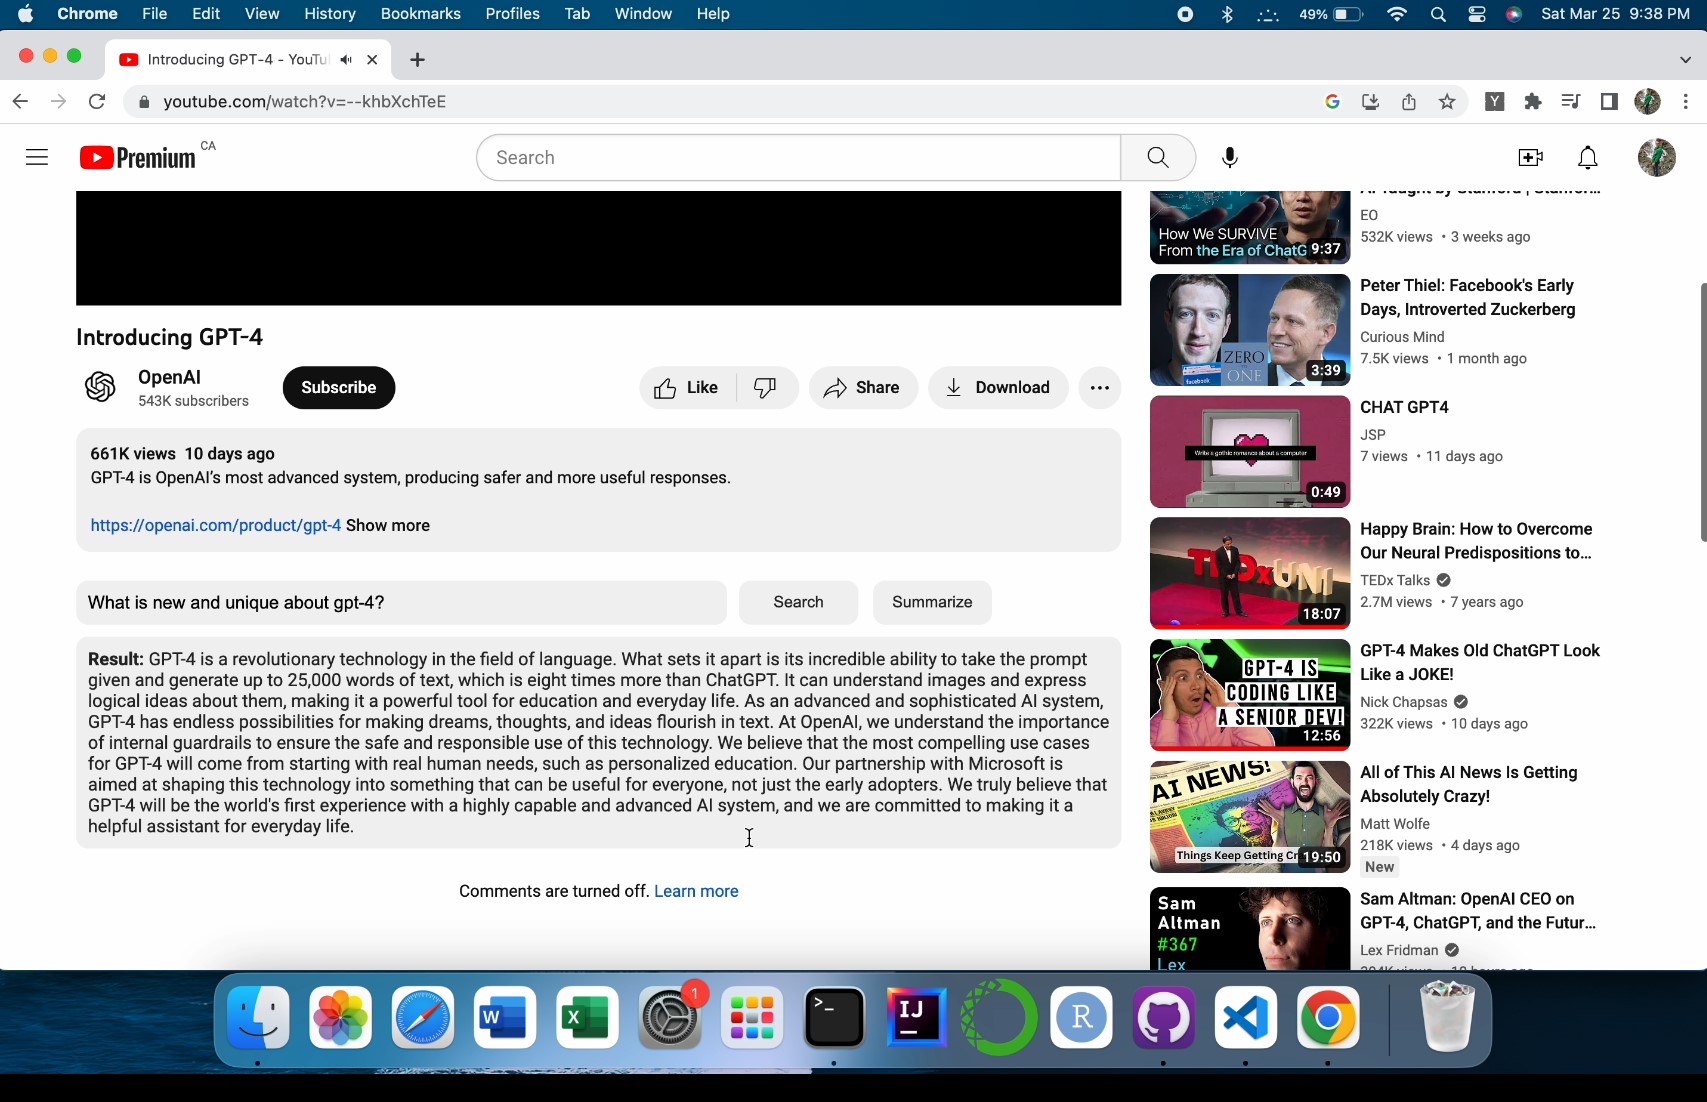 Chrome File Edit View History Bookmarks Profiles Tab Window Help 49% Sat Mar 25 9:38 PM
Introducing GPT-4 - YouTu
youtube.com/watch?v=--khbXchTeE
Premium CA
Search
Introducing GPT-4
OpenAI
543K subscribers
Subscribe
Like
Share
Download
661K views 10 days ago
GPT-4 is OpenAI's most advanced system, producing safer and more useful responses.
https://openai.com/product/gpt-4 Show more
What is new and unique about gpt-4?
Search
Summarize
Result: GPT-4 is a revolutionary technology in the field of language. What sets it apart is its incredible ability to take the prompt
given and generate up to 25,000 words of text, which is eight times more than ChatGPT. It can understand images and express
logical ideas about them, making it a powerful tool for education and everyday life. As an advanced and sophisticated AI system,
GPT-4 has endless possibilities for making dreams, thoughts, and ideas flourish in text. At OpenAI, we understand the importance
of internal guardrails to ensure the safe and responsible use of this technology. We believe that the most compelling use cases
for GPT-4 will come from starting with real human needs, such as personalized education. Our partnership with Microsoft is
aimed at shaping this technology into something that can be useful for everyone, not just the early adopters. We truly believe that
GPT-4 will be the world's first experience with a highly capable and advanced AI system, and we are committed to making it a
helpful assistant for everyday life.
Comments are turned off. Learn more
How We SURVIVE
From the Era of ChatG 9:37
EO
532K views • 3 weeks ago
ZERO
ONE
facebook
3:39
Peter Thiel: Facebook's Early
Days, Introverted Zuckerberg
Curious Mind
7.5K views • 1 month ago
Write a gothic romance about a computer
0:49
CHAT GPT4
JSP
7 views • 11 days ago
18:07
Happy Brain: How to Overcome
Our Neural Predispositions to...
TEDx Talks
2.7M views • 7 years ago
GPT-4 IS
CODING LIKE
A SENIOR DEV!
12:56
GPT-4 Makes Old ChatGPT Look
Like a JOKE!
Nick Chapsas
322K views • 10 days ago
AI NEWS!
Things Keep Getting Cr 19:50
All of This AI News Is Getting
Absolutely Crazy!
Matt Wolfe
218K views • 4 days ago
New
Sam
Altman
#367
Lex
Sam Altman: OpenAI CEO on
GPT-4, ChatGPT, and the Futur...
Lex Fridman
W
X
1
>_
IJ
R